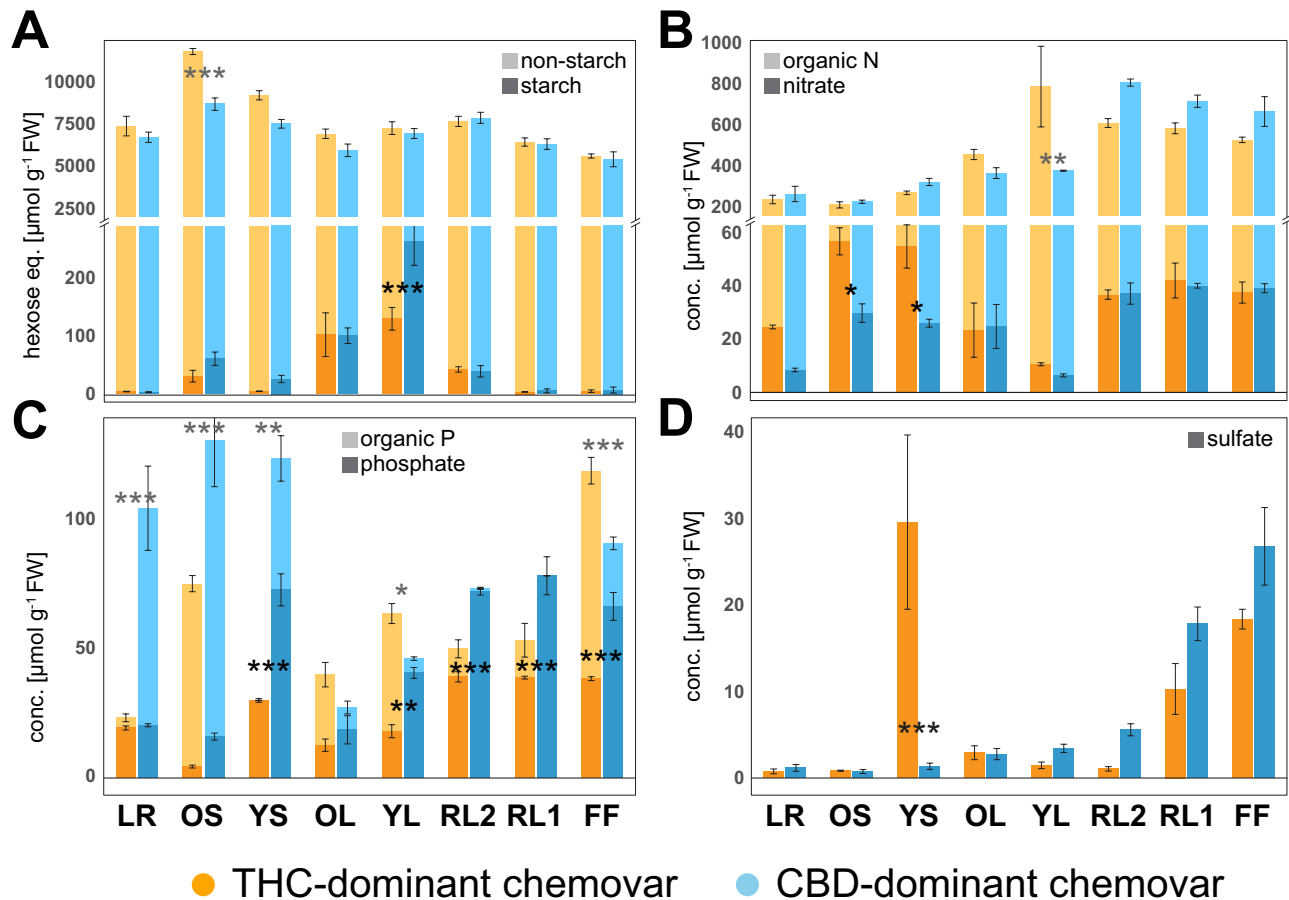 A
non-starch
starch
10000
7500
5000
2500
200
100
0
hexose eq. [µmol g⁻¹ FW]
***
***
B
organic N
nitrate
1000
800
600
400
200
60
40
20
0
conc. [µmol g⁻¹ FW]
**
*
*
C
organic P
phosphate
100
50
0
conc. [µmol g⁻¹ FW]
***
***
**
***
*
***
**
***
***
***
LR OS YS OL YL RL2 RL1 FF
D
sulfate
40
30
20
10
0
conc. [µmol g⁻¹ FW]
***
LR OS YS OL YL RL2 RL1 FF
THC-dominant chemovar CBD-dominant chemovar